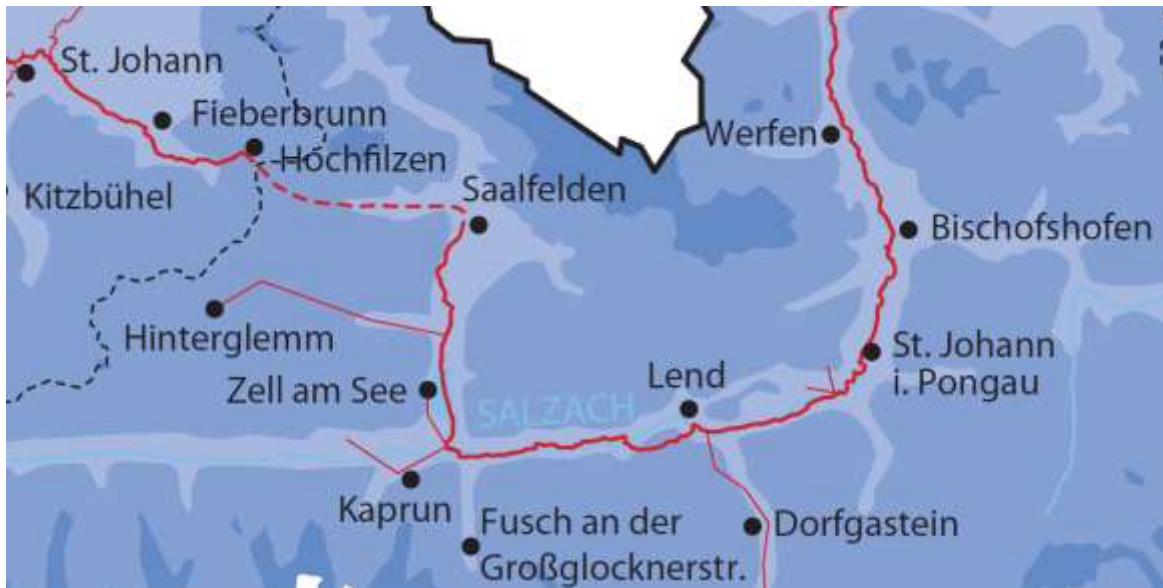 St. Johann
Fieberbrunn
Hochfilzen
Kitzbühel
Werfen
Saalfelden
Bischofshofen
Hinterglemm
Zell am See
SALZACH
Lend
St. Johann
i. Pongau
Kaprun
Fusch an der
Großglocknerstr.
Dorfgastein